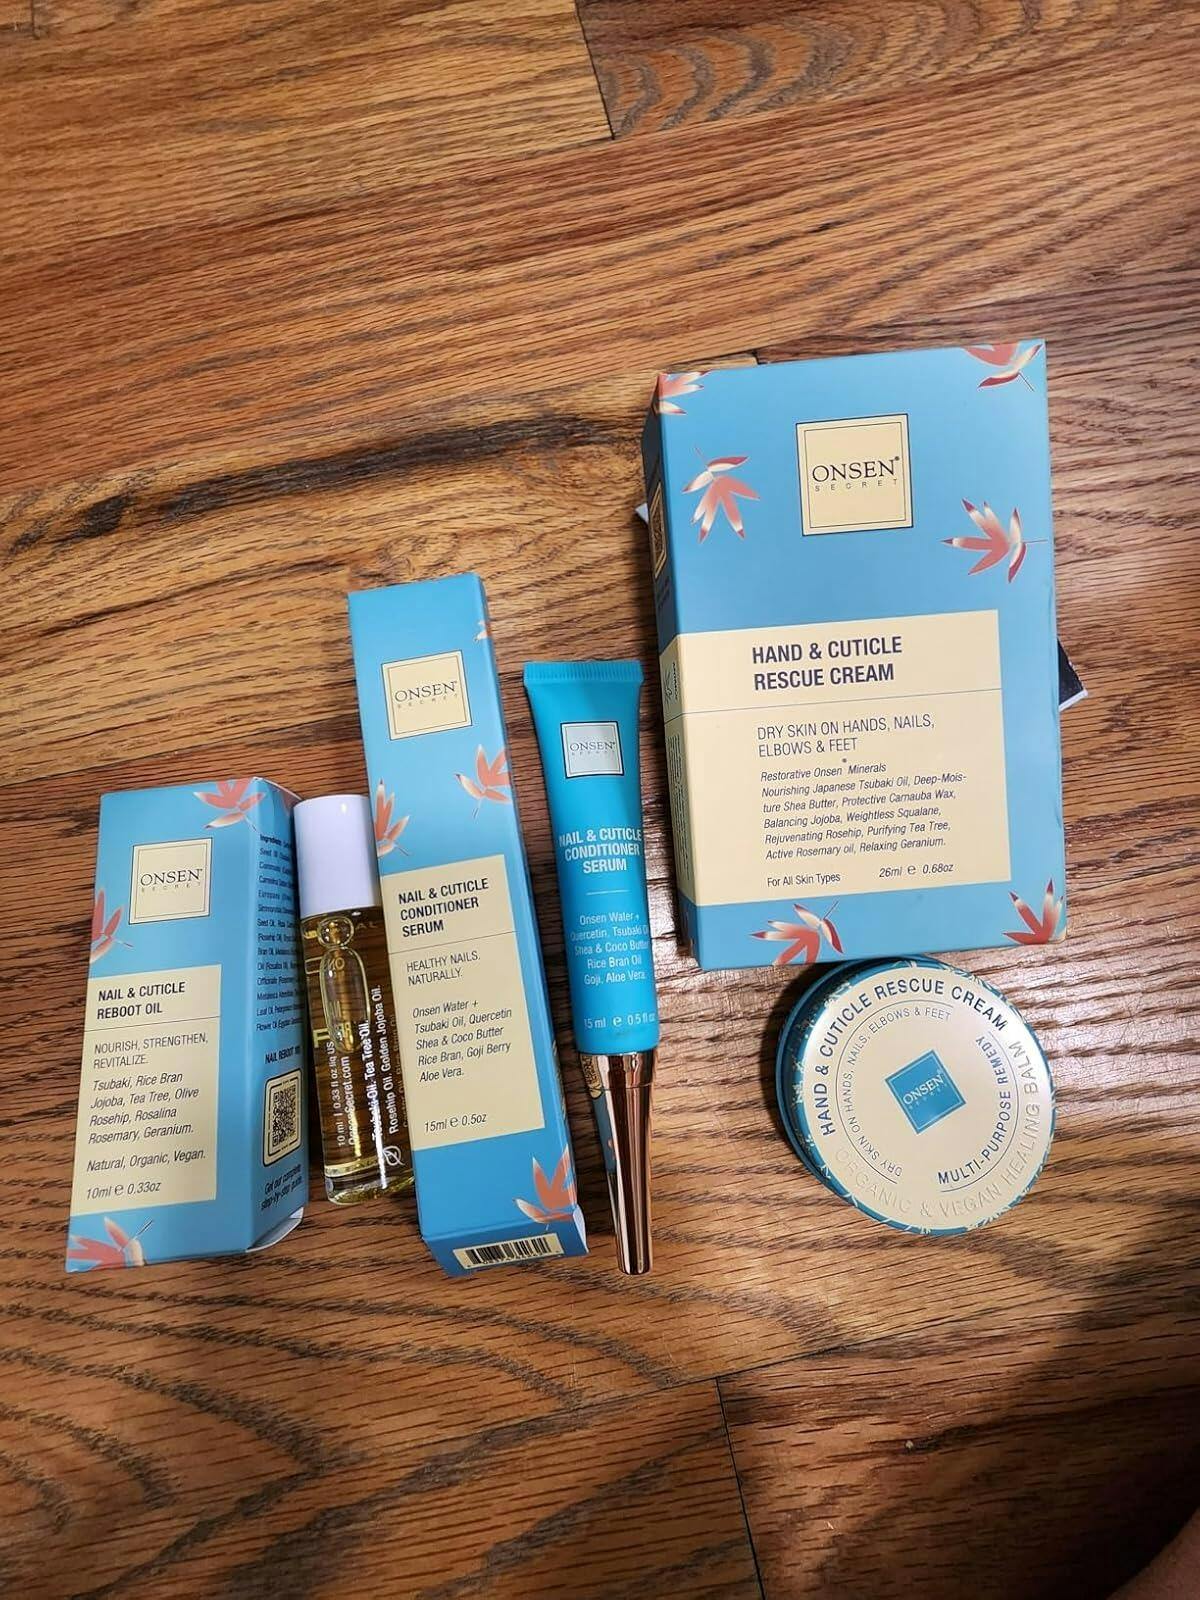 ONSEN®
SECRET
NAIL & CUTICLE
REBOOT OIL
NOURISH, STRENGTHEN,
REVITALIZE.
Tsubaki, Rice Bran
Jojoba, Tea Tree, Olive
Rosehip, Rosalina
Rosemary, Geranium.
Natural, Organic, Vegan.
10ml e 0.33oz
NAIL REBOOT
Get our complete
step-by-step guide.
10 ml | 0.33 fl oz liq US
Tsubaki Oil, Tea Tree Oil,
Rosehip Oil, Golden Jojoba Oil,
ONSEN
SECRET
NAIL & CUTICLE
CONDITIONER
SERUM
HEALTHY NAILS.
NATURALLY.
Onsen Water +
Tsubaki Oil, Quercetin
Shea & Coco Butter
Rice Bran, Goji Berry
Aloe Vera.
15ml e 0.5oz
ONSEN
SECRET
NAIL & CUTICLE
CONDITIONER
SERUM
Onsen Water +
Quercetin, Tsubaki
Shea & Coco Butter
Rice Bran Oil
Goji, Aloe Vera.
15 ml e 0.5 fl
ONSEN®
SECRET
HAND & CUTICLE
RESCUE CREAM
DRY SKIN ON HANDS, NAILS,
ELBOWS & FEET
Restorative Onsen® Minerals
Nourishing Japanese Tsubaki Oil, Deep-Mois-
ture Shea Butter, Protective Carnauba Wax,
Balancing Jojoba, Weightless Squalane,
Rejuvenating Rosehip, Purifying Tea Tree,
Active Rosemary oil, Relaxing Geranium.
For All Skin Types 26ml e 0.68oz
HAND & CUTICLE RESCUE CREAM
DRY SKIN ON HANDS, NAILS, ELBOWS & FEET
ONSEN
SECRET
MULTI-PURPOSE REMEDY
ORGANIC & VEGAN HEALING BALM